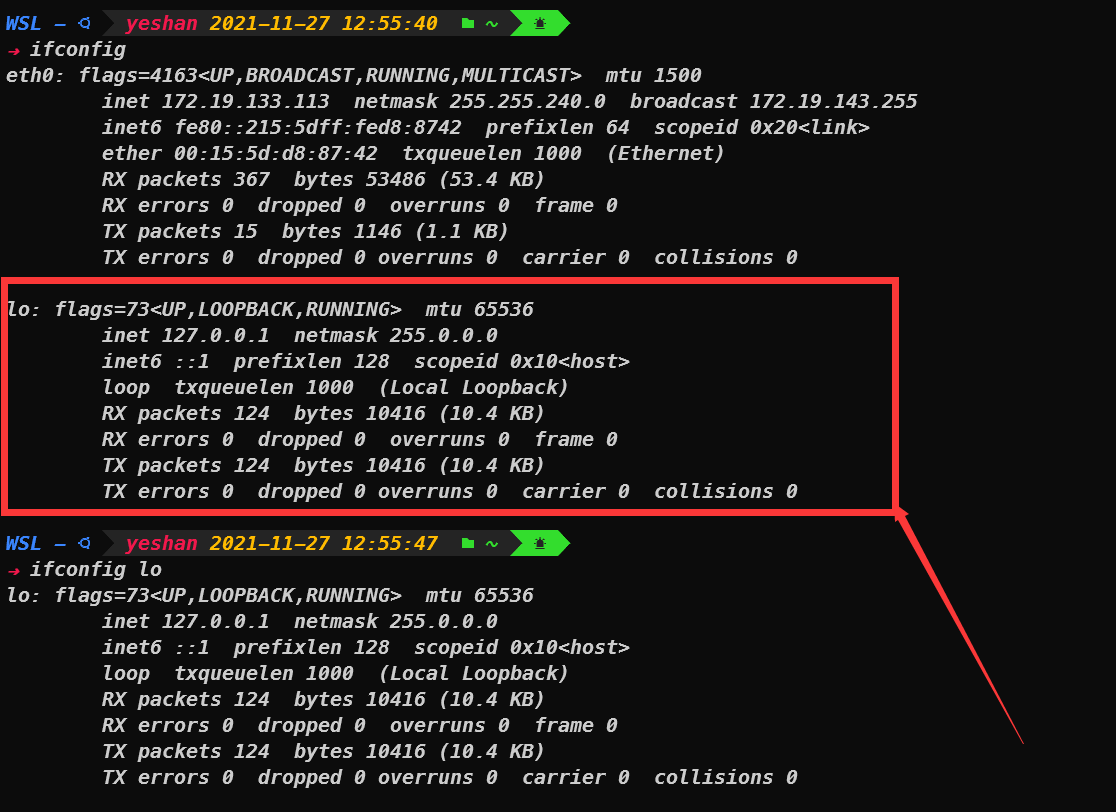 WSL – yeshan 2021-11-27 12:55:40 ~
→ ifconfig
eth0: flags=4163<UP,BROADCAST,RUNNING,MULTICAST>  mtu 1500
        inet 172.19.133.113  netmask 255.255.240.0  broadcast 172.19.143.255
        inet6 fe80::215:5dff:fed8:8742  prefixlen 64  scopeid 0x20<link>
        ether 00:15:5d:d8:87:42  txqueuelen 1000  (Ethernet)
        RX packets 367  bytes 53486 (53.4 KB)
        RX errors 0  dropped 0  overruns 0  frame 0
        TX packets 15  bytes 1146 (1.1 KB)
        TX errors 0  dropped 0 overruns 0  carrier 0  collisions 0
lo: flags=73<UP,LOOPBACK,RUNNING>  mtu 65536
        inet 127.0.0.1  netmask 255.0.0.0
        inet6 ::1  prefixlen 128  scopeid 0x10<host>
        loop  txqueuelen 1000  (Local Loopback)
        RX packets 124  bytes 10416 (10.4 KB)
        RX errors 0  dropped 0  overruns 0  frame 0
        TX packets 124  bytes 10416 (10.4 KB)
        TX errors 0  dropped 0 overruns 0  carrier 0  collisions 0
WSL – yeshan 2021-11-27 12:55:47 ~
→ ifconfig lo
lo: flags=73<UP,LOOPBACK,RUNNING>  mtu 65536
        inet 127.0.0.1  netmask 255.0.0.0
        inet6 ::1  prefixlen 128  scopeid 0x10<host>
        loop  txqueuelen 1000  (Local Loopback)
        RX packets 124  bytes 10416 (10.4 KB)
        RX errors 0  dropped 0  overruns 0  frame 0
        TX packets 124  bytes 10416 (10.4 KB)
        TX errors 0  dropped 0 overruns 0  carrier 0  collisions 0